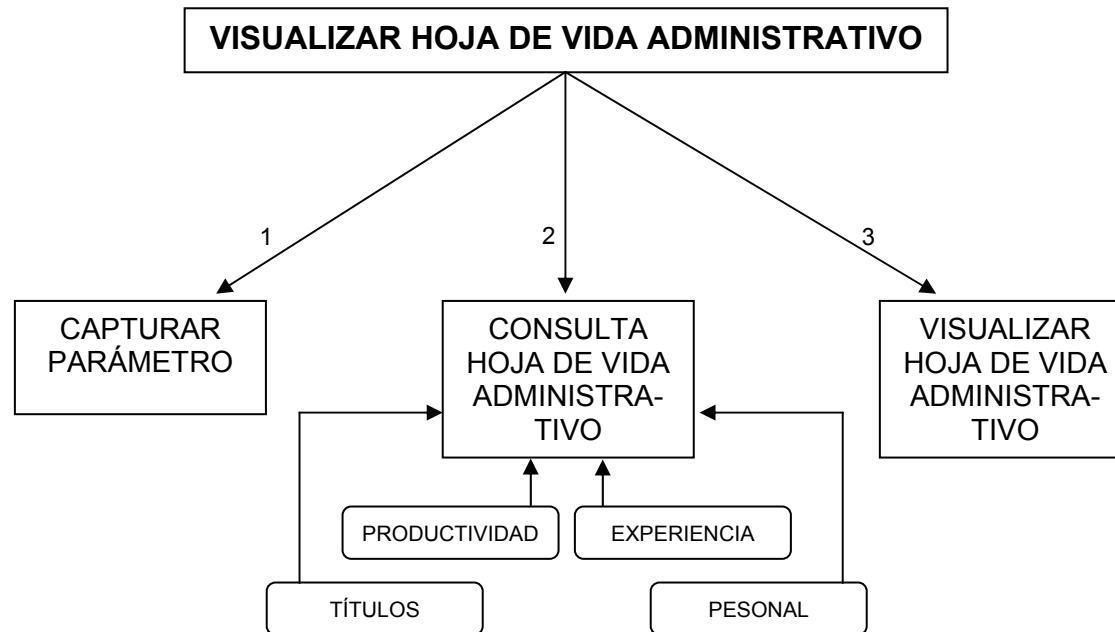 VISUALIZAR HOJA DE VIDA ADMINISTRATIVO
1
2
3
CAPTURAR
PARÁMETRO
CONSULTA
HOJA DE VIDA
ADMINISTRA-
TIVO
VISUALIZAR
HOJA DE VIDA
ADMINISTRA-
TIVO
PRODUCTIVIDAD
EXPERIENCIA
TÍTULOS
PESONAL